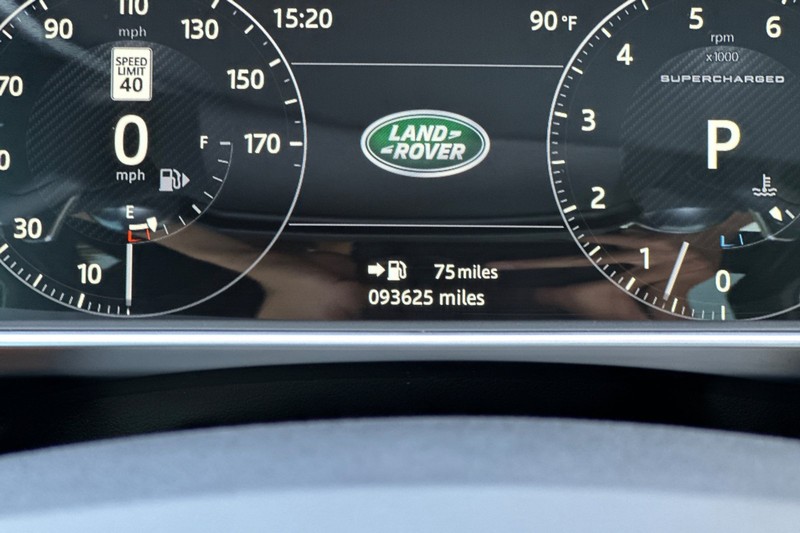 110
90
mph
130
70
SPEED
LIMIT
40
150
0
mph
F
170
E
30
10
15:20
90 °F
LAND
ROVER
75 miles
093625 miles
5
6
rpm
x1000
4
SUPERCHARGED
3
P
2
1
0